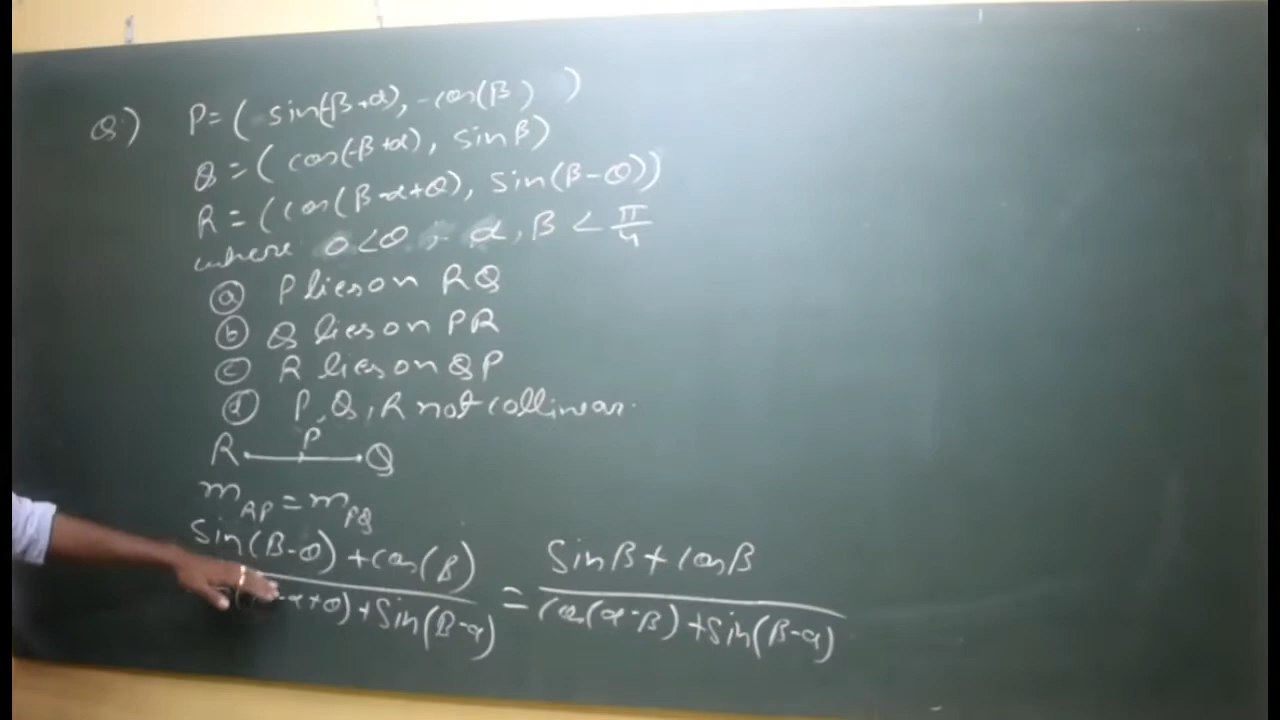 Q) P=( sin(-β+α), -cos(β) )
Q=( cos(-β+α), sinβ)
R=(cos(β-α+θ), sin(β-θ))
where 0<θ, α, β < π/4
ⓐ P lies on RQ
ⓑ Q lies on PR
ⓒ R lies on QP
ⓓ P, Q, R not collinear.
R P Q
m_RP = m_PQ
sin(β-θ)+cos(β) / -α+θ)+sin(β-α) = sinβ+cosβ / cos(α-β)+sin(β-α)